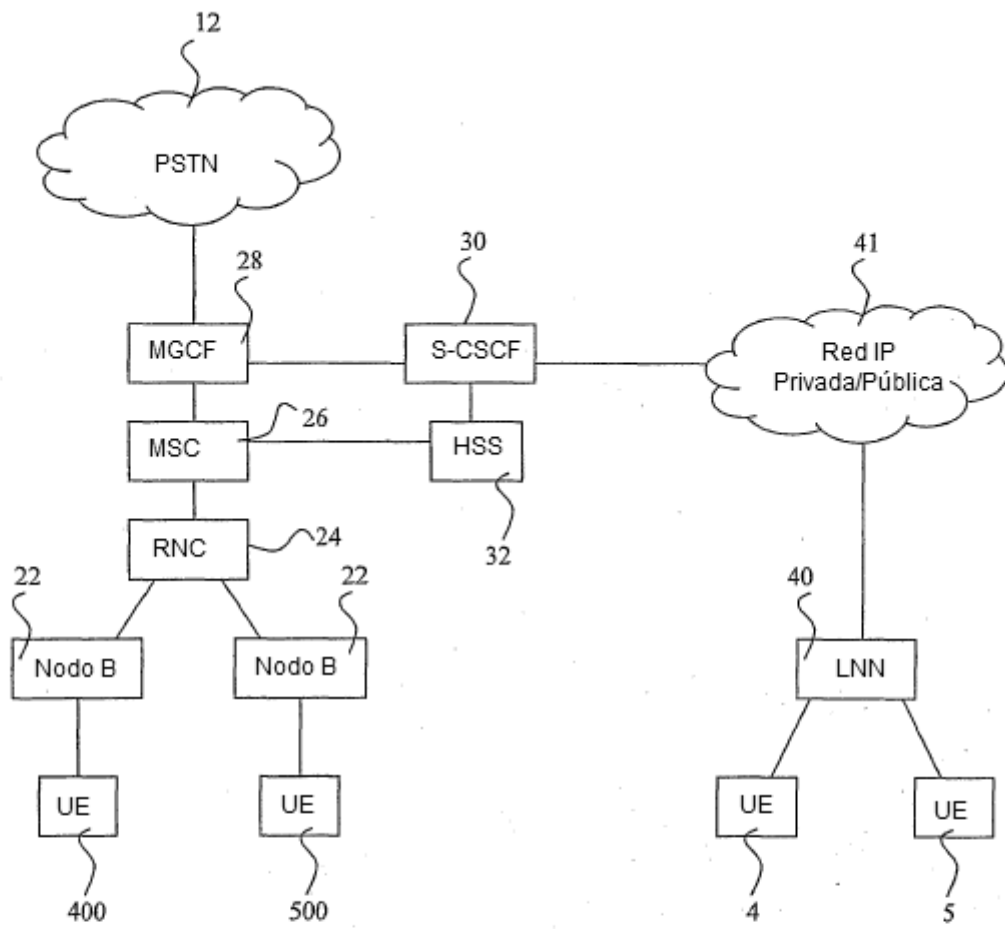 12
PSTN
28
30
41
MGCF
S-CSCF
Red IP
Privada/Pública
26
MSC
HSS
24
32
RNC
22
22
40
Nodo B
Nodo B
LNN
UE
UE
UE
UE
400
500
4
5